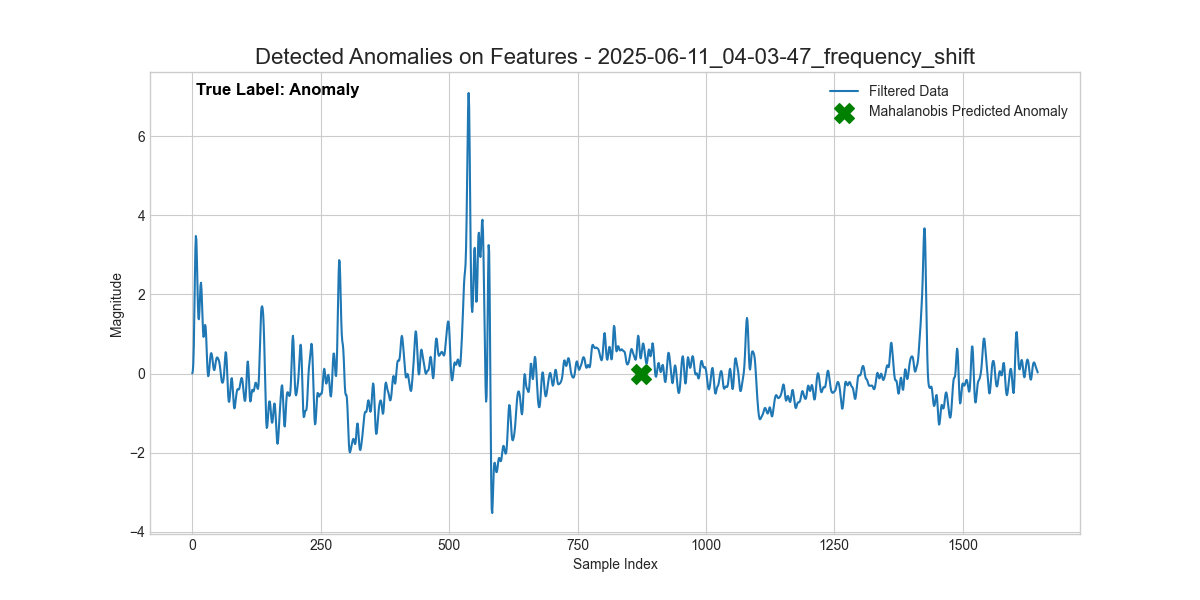 Detected Anomalies on Features - 2025-06-11_04-03-47_frequency_shift
True Label: Anomaly
Filtered Data
Mahalanobis Predicted Anomaly
Magnitude
6
4
2
0
−2
−4
0 250 500 750 1000 1250 1500
Sample Index